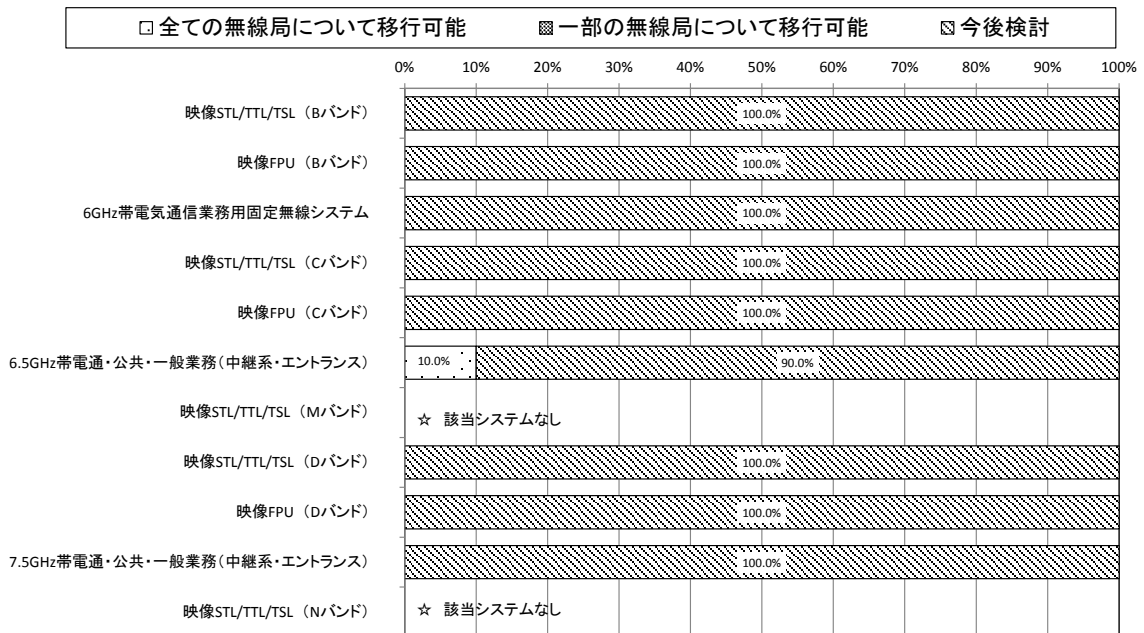 全ての無線局について移行可能 一部の無線局について移行可能 今後検討
0% 10% 20% 30% 40% 50% 60% 70% 80% 90% 100%
映像STL/TTL/TSL（Bバンド） 100.0%
映像FPU（Bバンド） 100.0%
6GHz帯電気通信業務用固定無線システム 100.0%
映像STL/TTL/TSL（Cバンド） 100.0%
映像FPU（Cバンド） 100.0%
6.5GHz帯電通・公共・一般業務（中継系・エントランス） 10.0% 90.0%
映像STL/TTL/TSL（Mバンド） ☆ 該当システムなし
映像STL/TTL/TSL（Dバンド） 100.0%
映像FPU（Dバンド） 100.0%
7.5GHz帯電通・公共・一般業務（中継系・エントランス） 100.0%
映像STL/TTL/TSL（Nバンド） ☆ 該当システムなし